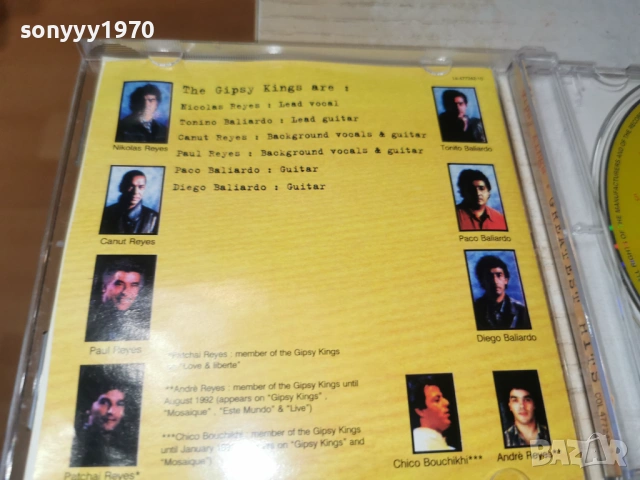 sonyyy1970
The Gipsy Kings are :
Nicolas Reyes : Lead vocal
Tonino Baliardo : Lead guitar
Canut Reyes : Background vocals & guitar
Paul Reyes : Background vocals & guitar
Paco Baliardo : Guitar
Diego Baliardo : Guitar
Nikolas Reyes
Tonino Baliardo
Canut Reyes
Paco Baliardo
Paul Reyes
Diego Baliardo
*Patchai Reyes : member of the Gipsy Kings
"Love & liberte"
**André Reyes : member of the Gipsy Kings until
August 1992 (appears on "Gipsy Kings" ,
"Mosaique" , "Este Mundo" & "Live")
***Chico Bouchikhi : member of the Gipsy Kings
until January on "Gipsy Kings" and
"Mosaique")
Patchai Reyes*
Chico Bouchikhi***
André Reyes**
GREATEST HITS
BAZAR